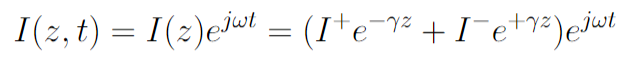 I(z, t) = I(z)e^{jωt} = (I^+ e^{-γz} + I^- e^{+γz})e^{jωt}